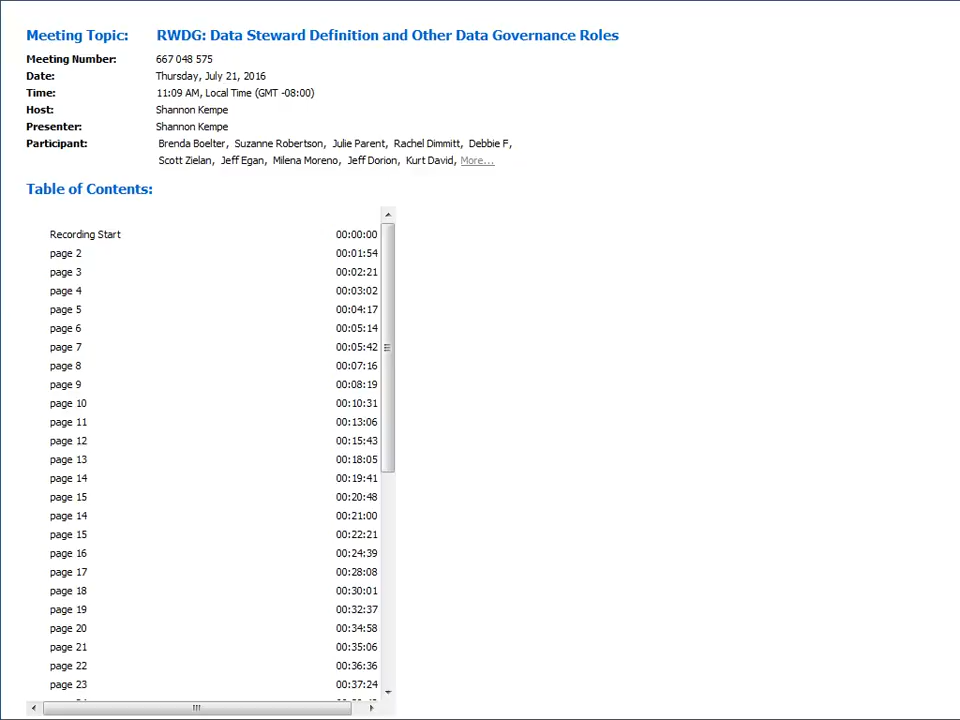 Meeting Topic: RWDG: Data Steward Definition and Other Data Governance Roles
Meeting Number: 667 048 575
Date: Thursday, July 21, 2016
Time: 11:09 AM, Local Time (GMT -08:00)
Host: Shannon Kempe
Presenter: Shannon Kempe
Participant: Brenda Boelter, Suzanne Robertson, Julie Parent, Rachel Dimmitt, Debbie F,
Scott Zielan, Jeff Egan, Milena Moreno, Jeff Dorion, Kurt David, More...
Table of Contents:
Recording Start 00:00:00
page 2 00:01:54
page 3 00:02:21
page 4 00:03:02
page 5 00:04:17
page 6 00:05:14
page 7 00:05:42
page 8 00:07:16
page 9 00:08:19
page 10 00:10:31
page 11 00:13:06
page 12 00:15:43
page 13 00:18:05
page 14 00:19:41
page 15 00:20:48
page 14 00:21:00
page 15 00:22:21
page 16 00:24:39
page 17 00:28:08
page 18 00:30:01
page 19 00:32:37
page 20 00:34:58
page 21 00:35:06
page 22 00:36:36
page 23 00:37:24